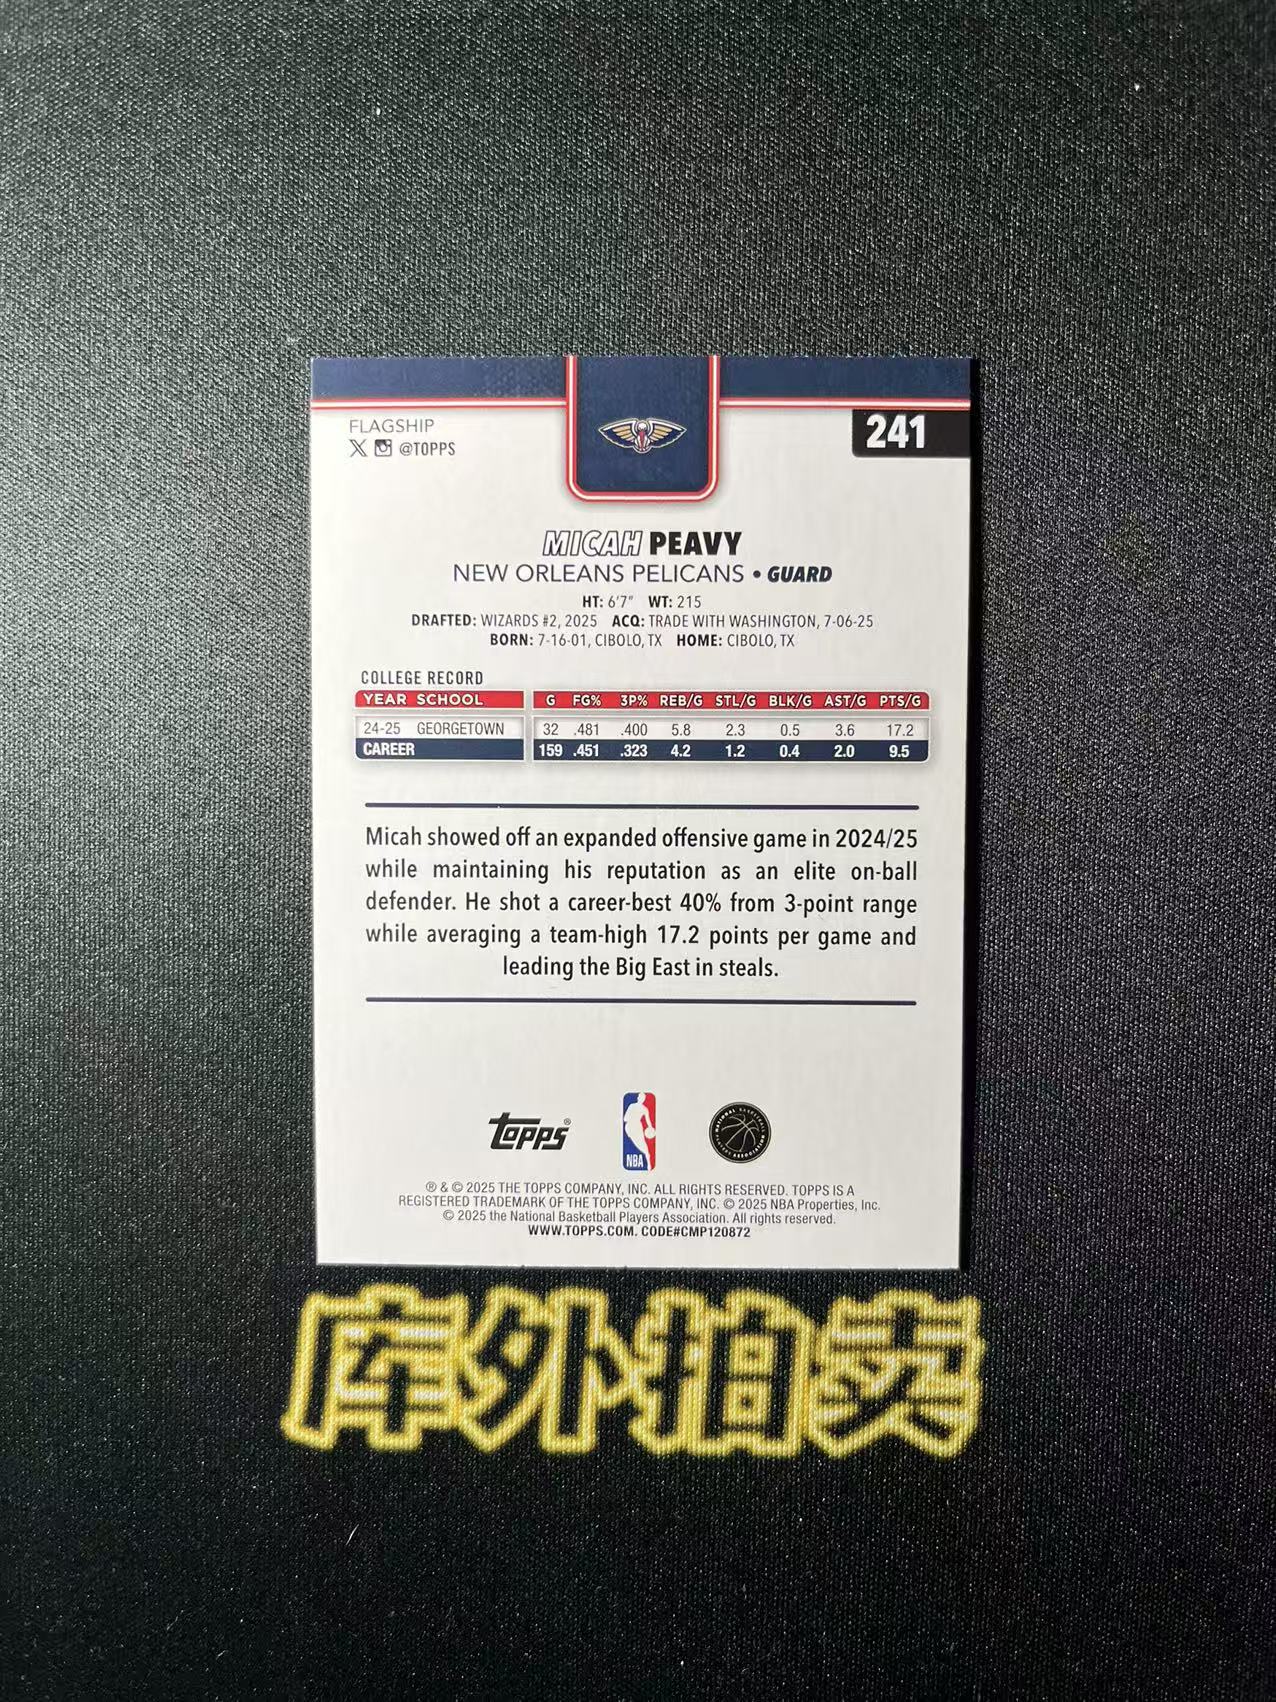 FLAGSHIP
@TOPPS
241
MICAH PEAVY
NEW ORLEANS PELICANS • GUARD
HT: 6'7" WT: 215
DRAFTED: WIZARDS #2, 2025 ACQ: TRADE WITH WASHINGTON, 7-06-25
BORN: 7-16-01, CIBOLO, TX HOME: CIBOLO, TX
COLLEGE RECORD
YEAR SCHOOL G FG% 3P% REB/G STL/G BLK/G AST/G PTS/G
24-25 GEORGETOWN 32 .481 .400 5.8 2.3 0.5 3.6 17.2
CAREER 159 .451 .323 4.2 1.2 0.4 2.0 9.5
Micah showed off an expanded offensive game in 2024/25
while maintaining his reputation as an elite on-ball
defender. He shot a career-best 40% from 3-point range
while averaging a team-high 17.2 points per game and
leading the Big East in steals.
topps®
NBA
® & © 2025 THE TOPPS COMPANY, INC. ALL RIGHTS RESERVED. TOPPS IS A
REGISTERED TRADEMARK OF THE TOPPS COMPANY, INC. © 2025 NBA Properties, Inc.
© 2025 the National Basketball Players Association. All rights reserved.
WWW.TOPPS.COM. CODE#CMP120872
库外拍卖